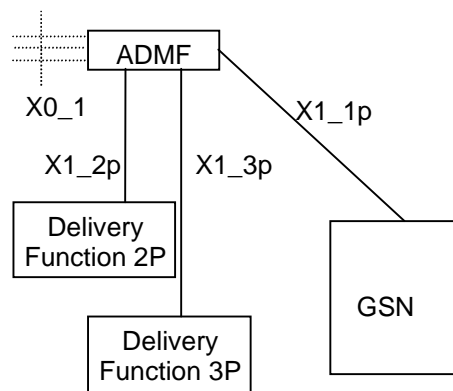 ADMF
X0_1
X1_1p
X1_2p
X1_3p
Delivery
Function 2P
GSN
Delivery
Function 3P